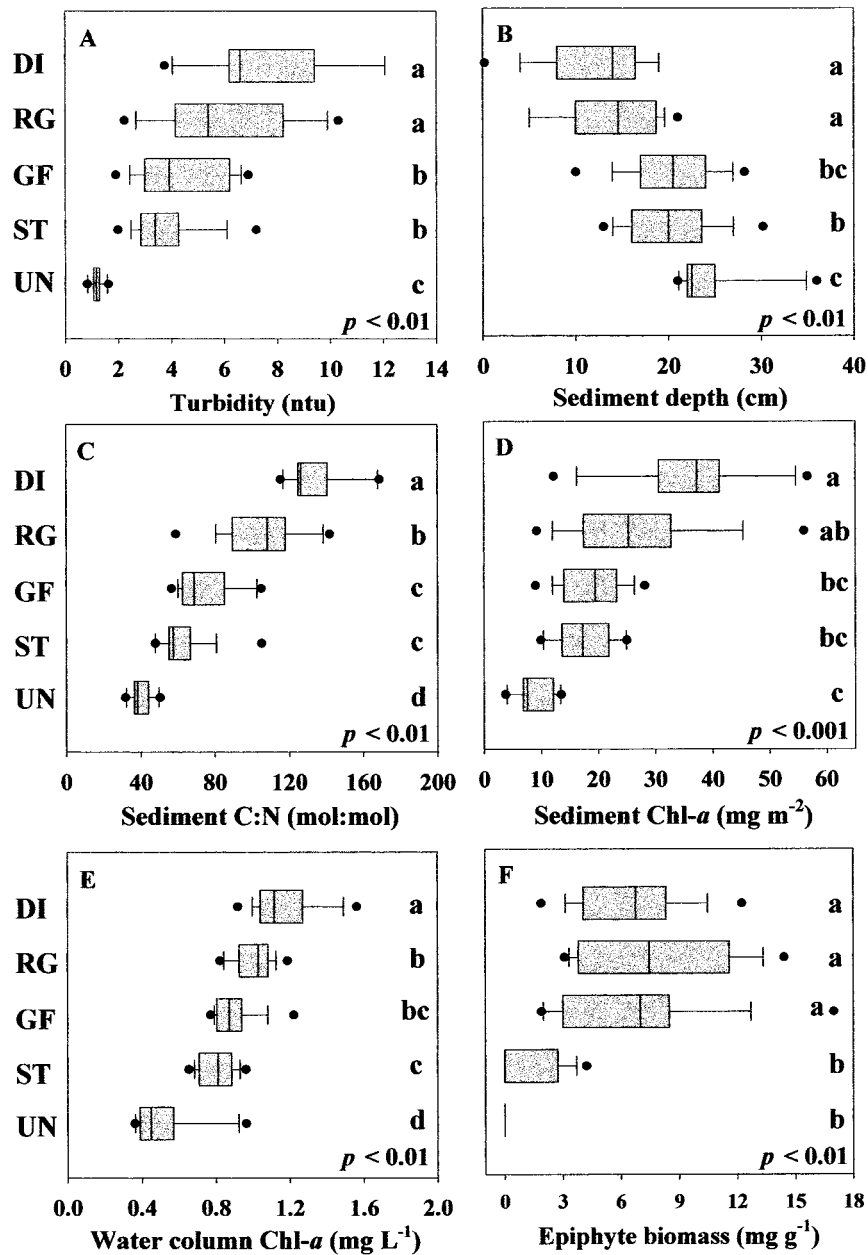 A
B
DI a a
RG a a
GF b bc
ST b b
UN c c
p < 0.01 p < 0.01
0 2 4 6 8 10 12 14 0 10 20 30 40
Turbidity (ntu) Sediment depth (cm)
C D
DI a a
RG b ab
GF c bc
ST c bc
UN d c
p < 0.01 p < 0.001
0 40 80 120 160 200 0 10 20 30 40 50 60
Sediment C:N (mol:mol) Sediment Chl-a (mg m⁻²)
E F
DI a a
RG b a
GF bc a
ST c b
UN d b
p < 0.01 p < 0.01
0.0 0.4 0.8 1.2 1.6 2.0 0 3 6 9 12 15 18
Water column Chl-a (mg L⁻¹) Epiphyte biomass (mg g⁻¹)